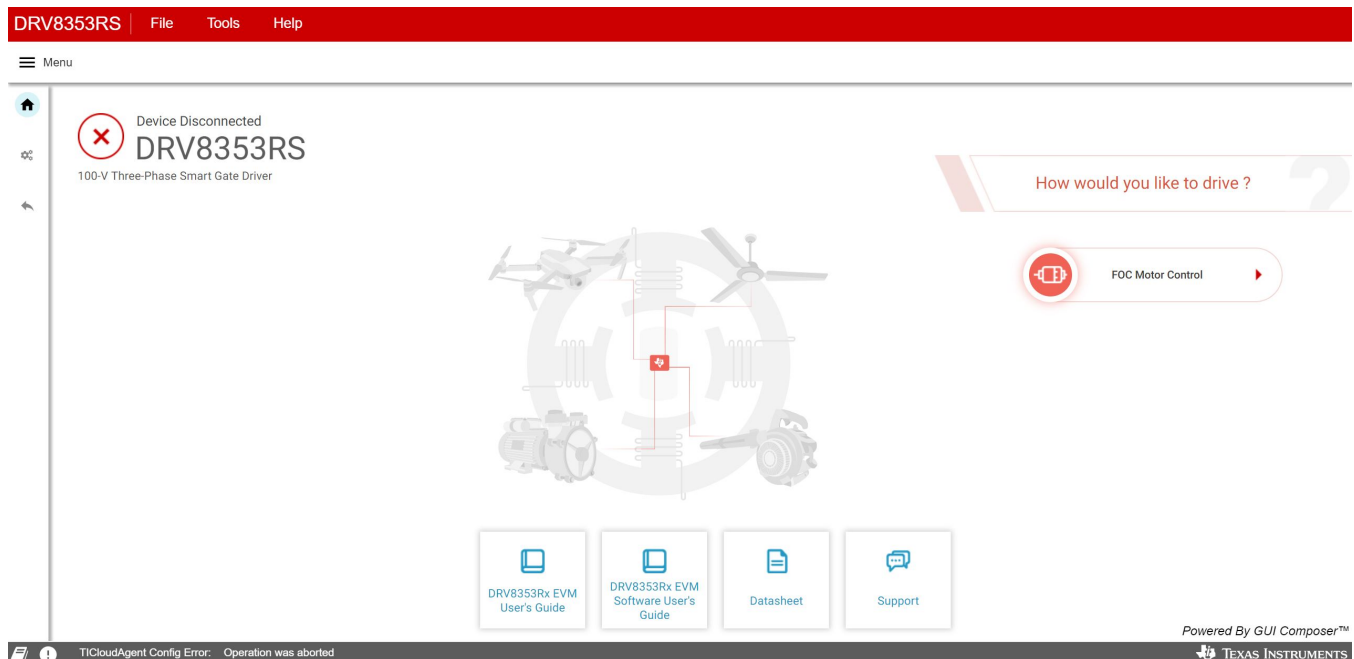 DRV8353RS File Tools Help
Menu
Device Disconnected
DRV8353RS
100-V Three-Phase Smart Gate Driver
How would you like to drive ?
?
FOC Motor Control
DRV8353Rx EVM
User's Guide
DRV8353Rx EVM
Software User's
Guide
Datasheet
Support
Powered By GUI Composer™
TICloudAgent Config Error: Operation was aborted
TEXAS INSTRUMENTS